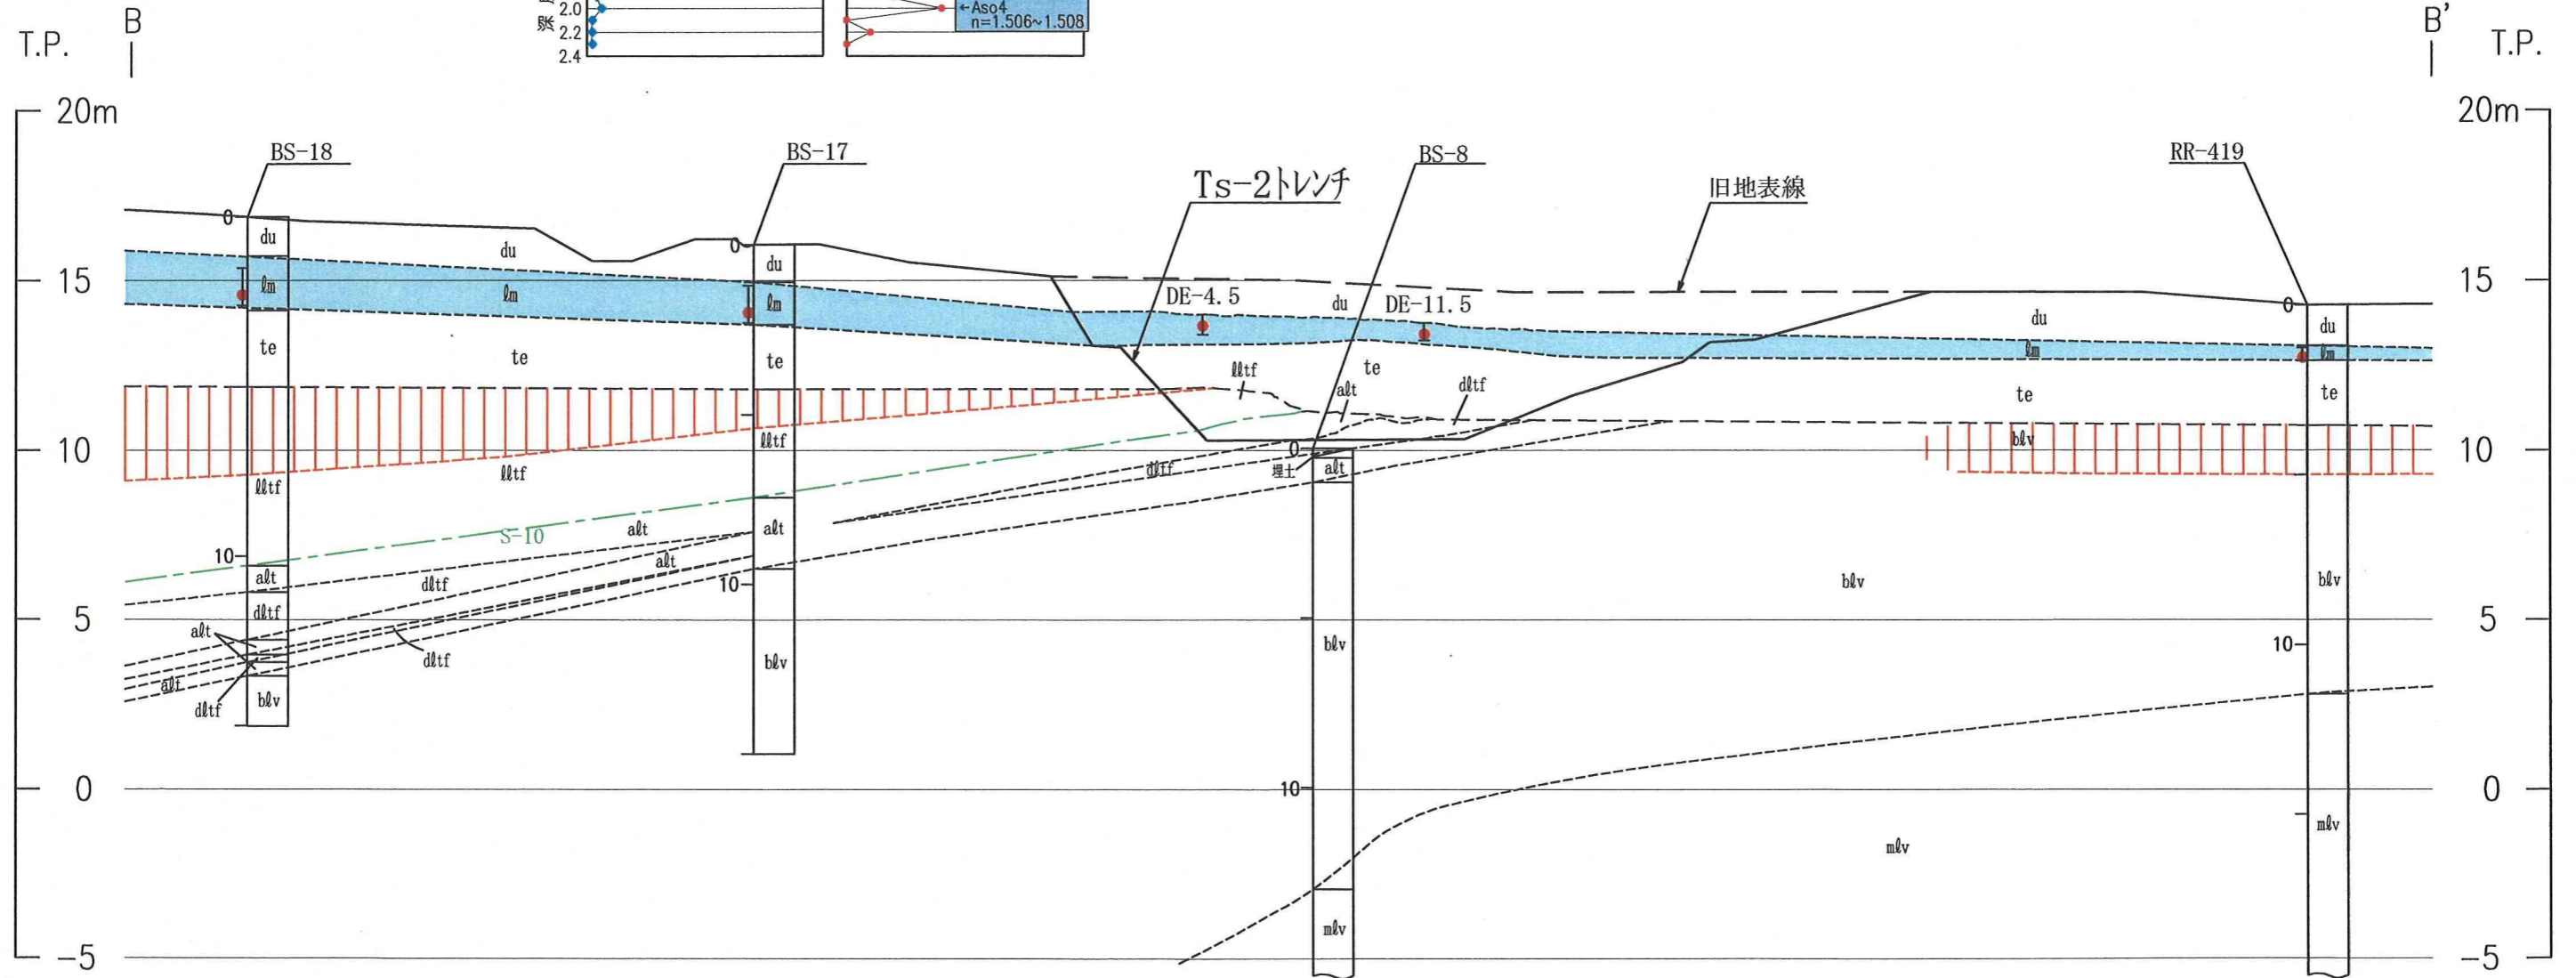 深
2.0
2.2
2.4
←Aso4
n=1.506~1.508
T.P.
B
B'
T.P.
20m
20m
BS-18
BS-17
BS-8
RR-419
Ts-2トレンチ
旧地表線
0
du
du
0
du
DE-4.5
du
DE-11.5
du
0
du
15
15
ℓm
ℓm
ℓm
ℓm
ℓm
te
te
te
te
te
te
ℓℓtf
alt
dℓtf
10
10
ℓℓtf
ℓℓtf
ℓℓtf
dℓtf
0
埋土
aℓt
bℓv
S-10
aℓt
aℓt
10
aℓt
dℓtf
aℓt
10
bℓv
bℓv
dℓtf
5
5
aℓt
dℓtf
bℓv
bℓv
10
aℓt
dℓtf
bℓv
0
0
10
mℓv
mℓv
mℓv
-5
-5